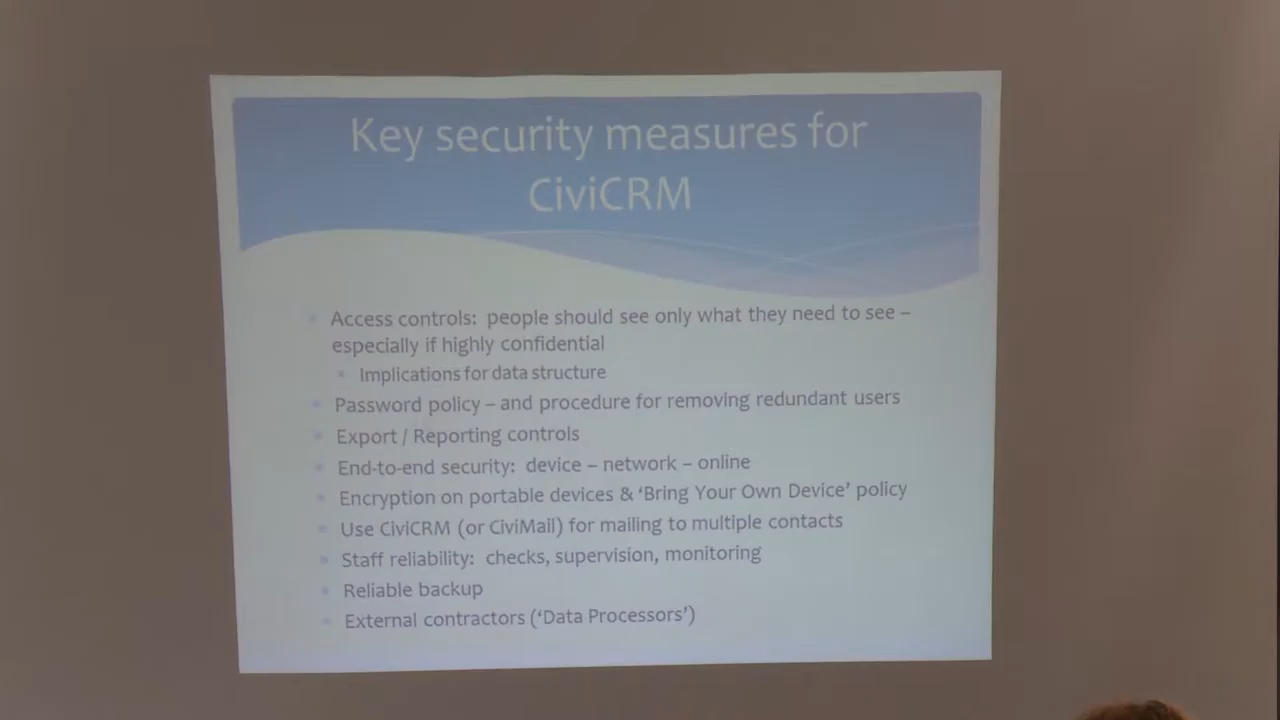 Key security measures for
CiviCRM
Access controls: people should see only what they need to see –
especially if highly confidential
Implications for data structure
Password policy – and procedure for removing redundant users
Export / Reporting controls
End-to-end security: device – network – online
Encryption on portable devices & ‘Bring Your Own Device’ policy
Use CiviCRM (or CiviMail) for mailing to multiple contacts
Staff reliability: checks, supervision, monitoring
Reliable backup
External contractors (‘Data Processors’)